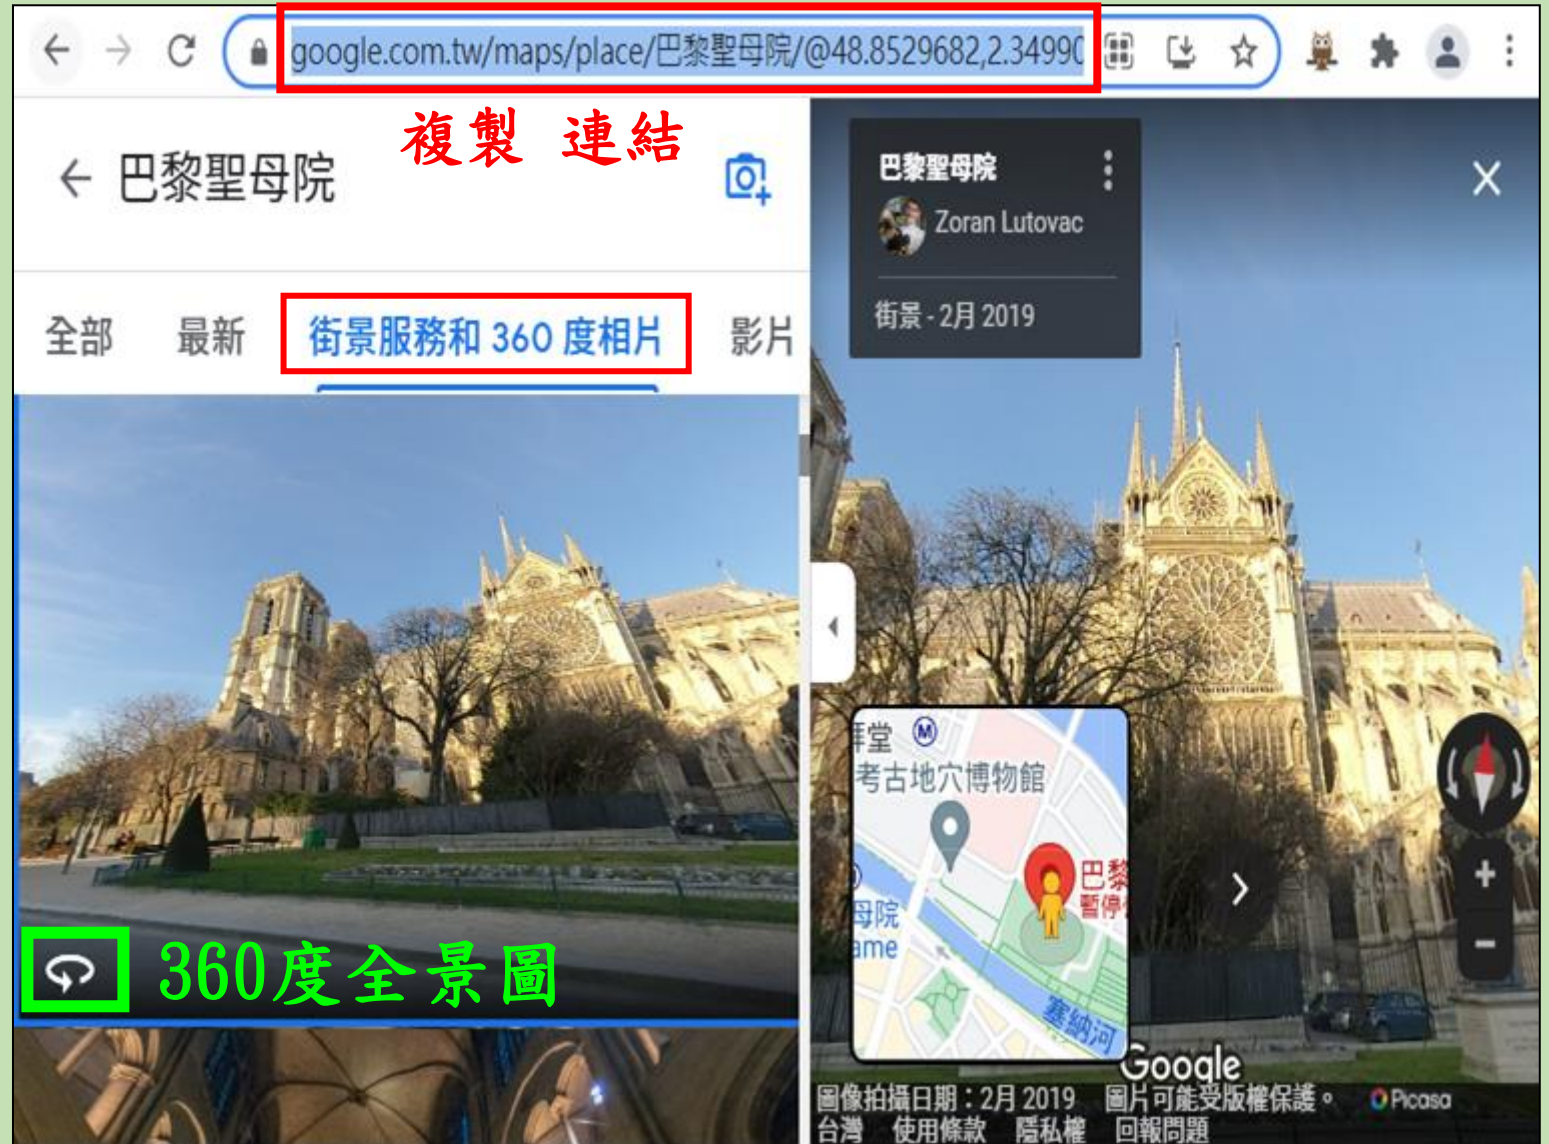 google.com.tw/maps/place/巴黎聖母院/@48.8529682,2.3499
複製 連結
巴黎聖母院
全部 最新 街景服務和 360 度相片 影片
360度全景圖
巴黎聖母院
Zoran Lutovac
街景 - 2月 2019
堂
M
考古地穴博物館
巴黎
暫停
母院
ame
塞納河
Google
圖像拍攝日期：2月 2019 圖片可能受版權保護。 Picasa
台灣 使用條款 隱私權 回報問題